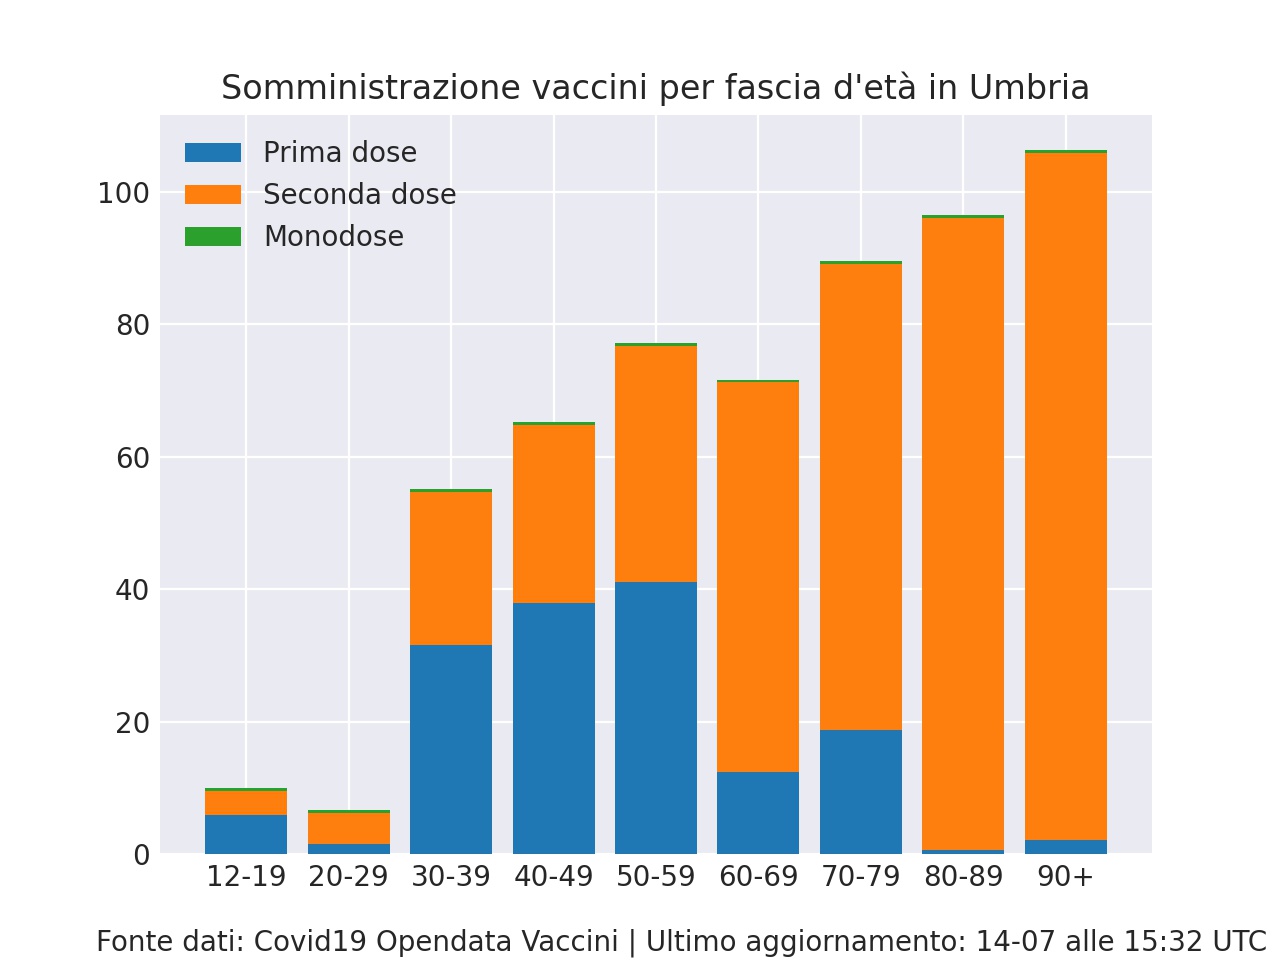 Somministrazione vaccini per fascia d'età in Umbria
Prima dose
Seconda dose
Monodose
100
80
60
40
20
0
12-19 20-29 30-39 40-49 50-59 60-69 70-79 80-89 90+
Fonte dati: Covid19 Opendata Vaccini | Ultimo aggiornamento: 14-07 alle 15:32 UTC